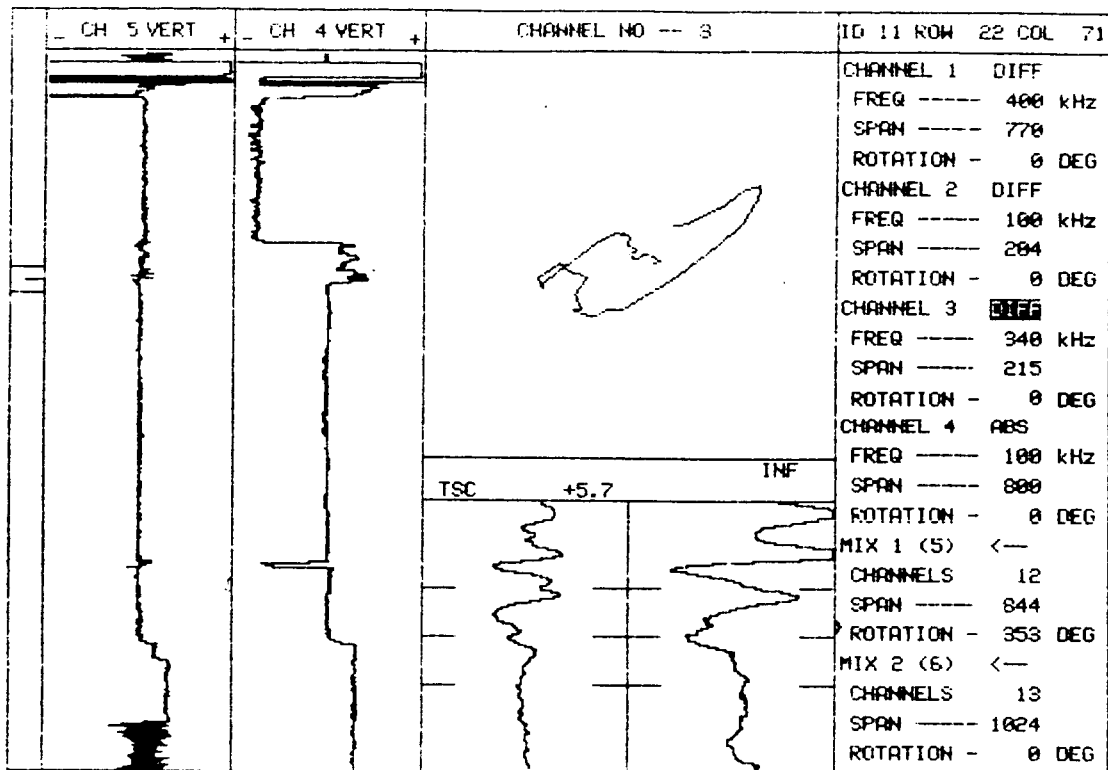 - CH 5 VERT +
- CH 4 VERT +
CHANNEL NO -- 3
ID 11 ROW 22 COL 71
CHANNEL 1 DIFF
FREQ ----- 400 kHz
SPAN ----- 770
ROTATION - 0 DEG
CHANNEL 2 DIFF
FREQ ----- 100 kHz
SPAN ----- 204
ROTATION - 0 DEG
CHANNEL 3 DIFF
FREQ ----- 340 kHz
SPAN ----- 215
ROTATION - 0 DEG
CHANNEL 4 ABS
FREQ ----- 100 kHz
SPAN ----- 800
ROTATION - 0 DEG
MIX 1 (5) <--
CHANNELS 12
SPAN ----- 844
ROTATION - 353 DEG
MIX 2 (6) <--
CHANNELS 13
SPAN ----- 1024
ROTATION - 0 DEG
INF
TSC +5.7